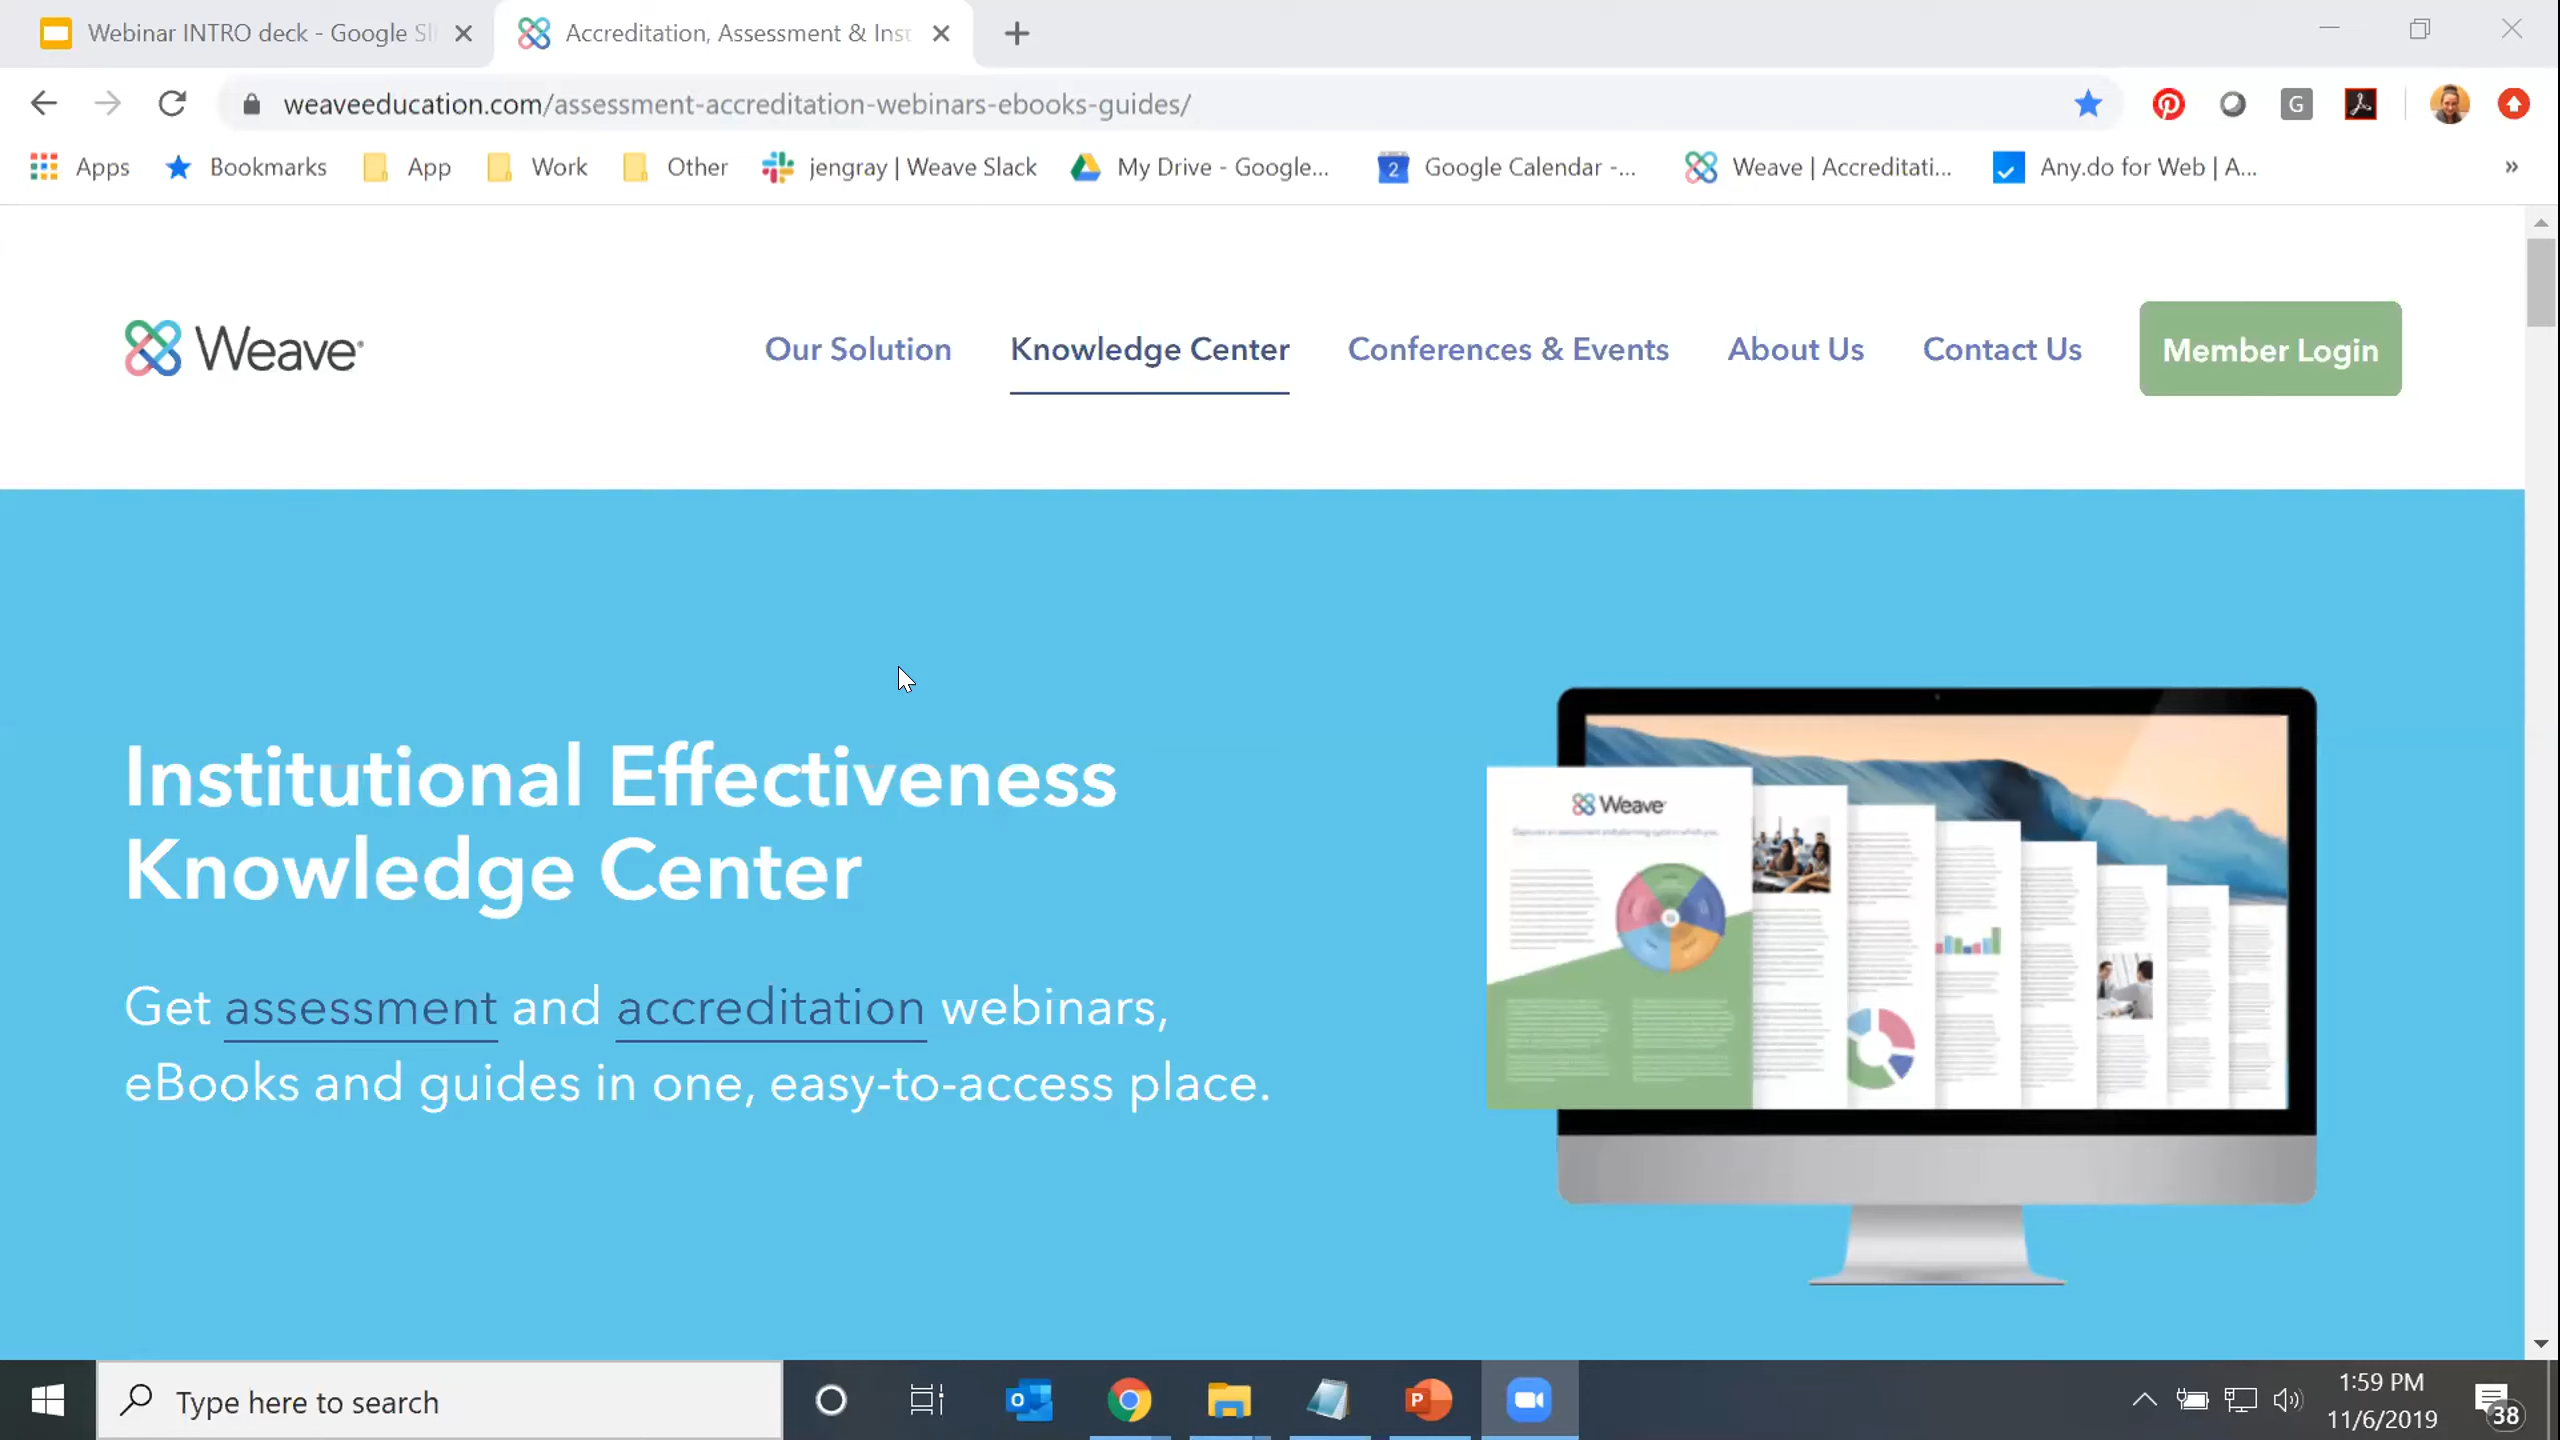 Webinar INTRO deck - Google Sli
Accreditation, Assessment & Inst
weaveeducation.com/assessment-accreditation-webinars-ebooks-guides/
G
Apps
Bookmarks
App
Work
Other
jengray | Weave Slack
My Drive - Google...
2
Google Calendar -...
Weave | Accreditati...
Any.do for Web | A...
»
Weave
Our Solution
Knowledge Center
Conferences & Events
About Us
Contact Us
Member Login
Institutional Effectiveness
Knowledge Center
Get assessment and accreditation webinars,
eBooks and guides in one, easy-to-access place.
Weave
Type here to search
O
P
1:59 PM
11/6/2019
38